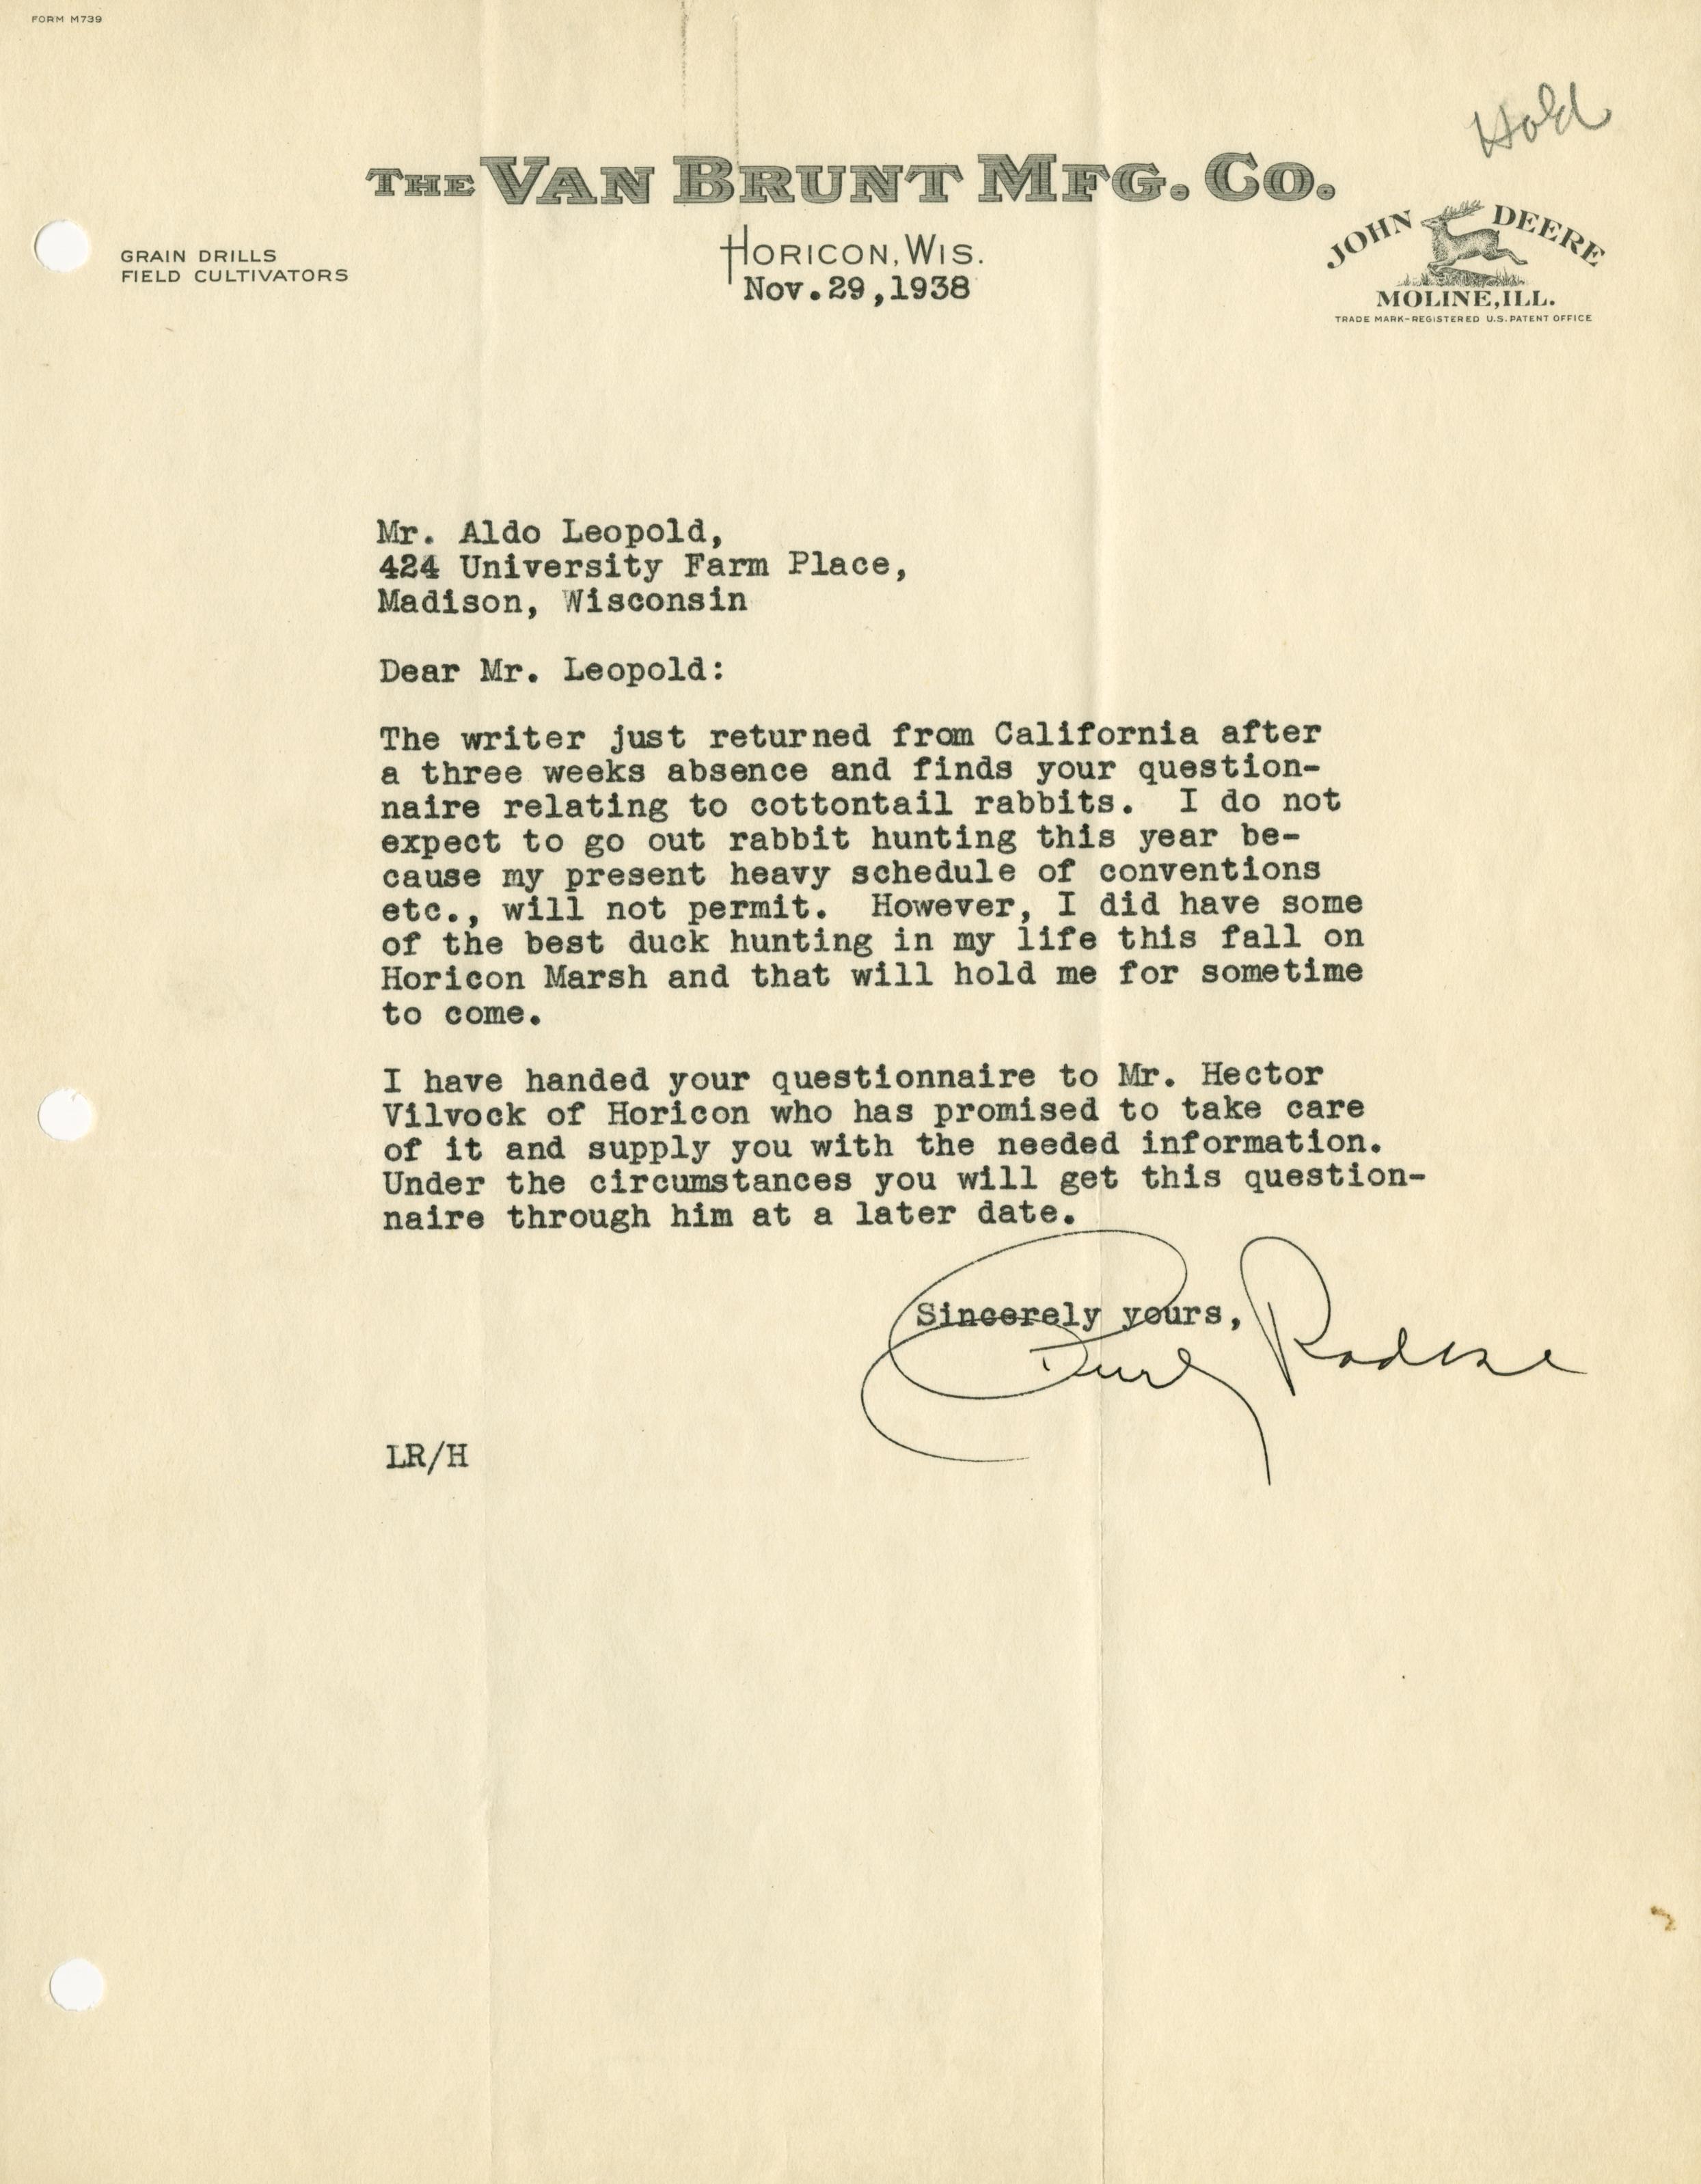 FORM M739
Hold
THE VAN BRUNT MFG. CO.
GRAIN DRILLS
FIELD CULTIVATORS
HORICON, WIS.
Nov.29,1938
JOHN DEERE
MOLINE, ILL.
TRADE MARK-REGISTERED U.S. PATENT OFFICE
Mr. Aldo Leopold,
424 University Farm Place,
Madison, Wisconsin
Dear Mr. Leopold:
The writer just returned from California after
a three weeks absence and finds your question-
naire relating to cottontail rabbits.  I do not
expect to go out rabbit hunting this year be-
cause my present heavy schedule of conventions
etc., will not permit.  However, I did have some
of the best duck hunting in my life this fall on
Horicon Marsh and that will hold me for sometime
to come.
I have handed your questionnaire to Mr. Hector
Vilvock of Horicon who has promised to take care
of it and supply you with the needed information.
Under the circumstances you will get this question-
naire through him at a later date.
Sincerely yours,
Curly Radke
LR/H